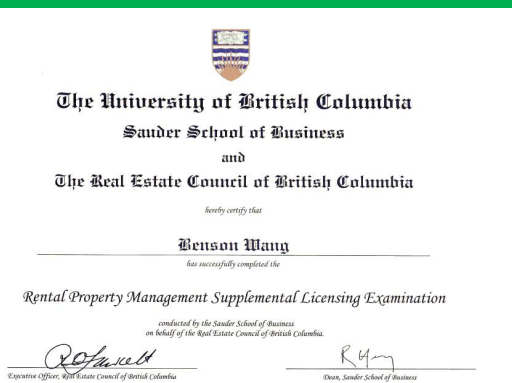 The University of British Columbia
Sauder School of Business
and
The Real Estate Council of British Columbia
hereby certify that
Benson Wang
has successfully completed the
Rental Property Management Supplemental Licensing Examination
conducted by the Sauder School of Business
on behalf of the Real Estate Council of British Columbia.
Executive Officer, Real Estate Council of British Columbia
Dean, Sauder School of Business